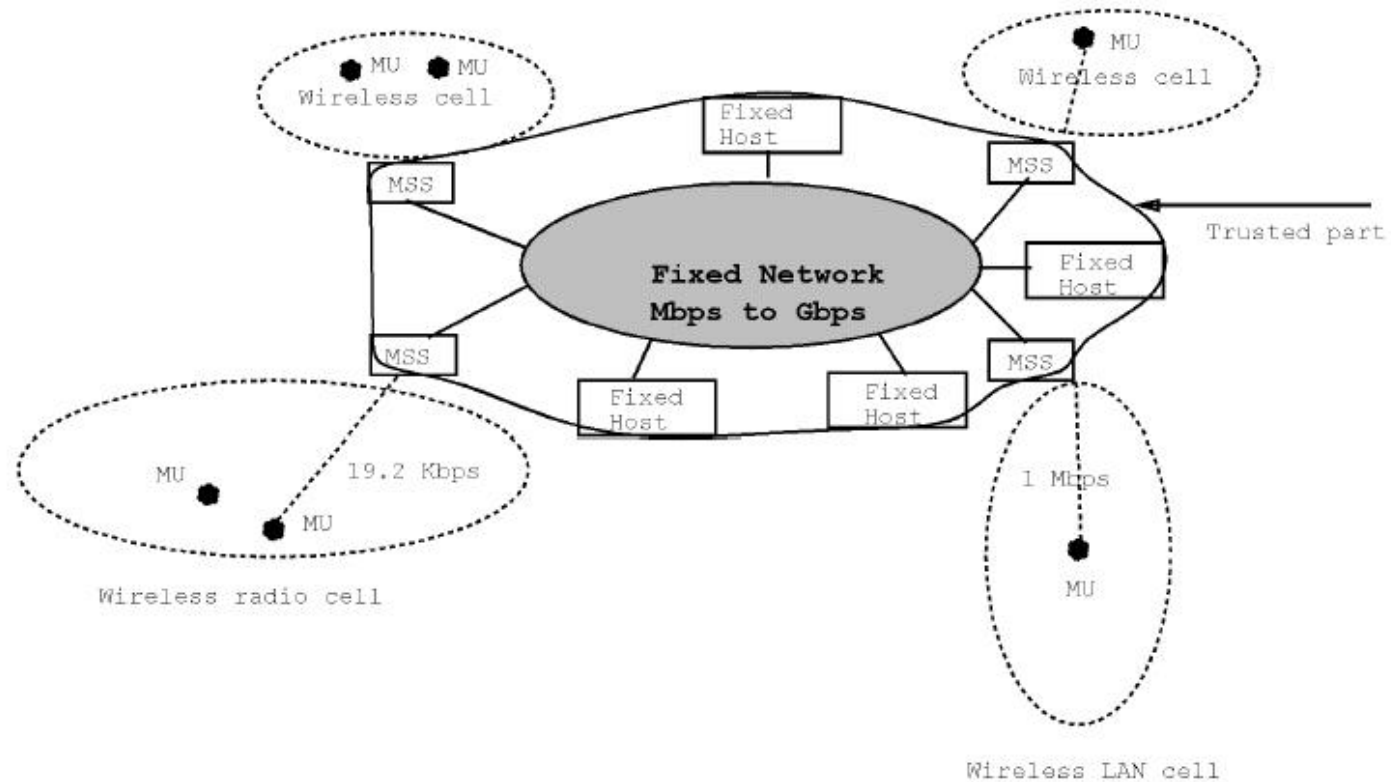 MU
MU
Wireless cell
MU
Wireless cell
Fixed
Host
MSS
MSS
Trusted part
Fixed Network
Mbps to Gbps
Fixed
Host
MSS
MSS
Fixed
Host
Fixed
Host
19.2 Kbps
MU
MU
1 Mbps
MU
Wireless radio cell
Wireless LAN cell